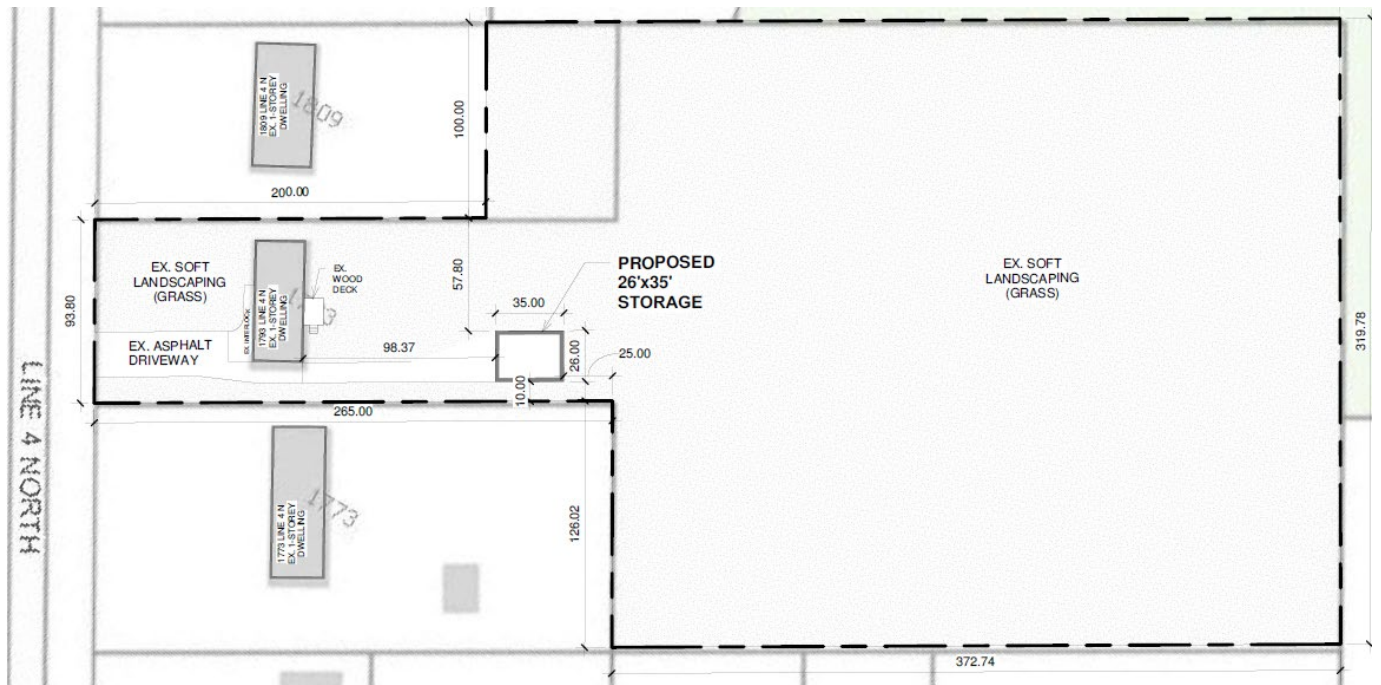 1809 LINE 4 N
EX. 1-STOREY
DWELLING
1809
100.00
200.00
93.80
EX. SOFT
LANDSCAPING
(GRASS)
EX. INTERLOCK
1793 LINE 4 N
EX. 1-STOREY
DWELLING
EX.
WOOD
DECK
57.80
PROPOSED
26'x35'
STORAGE
35.00
EX. SOFT
LANDSCAPING
(GRASS)
319.78
EX. ASPHALT
DRIVEWAY
98.37
26.00
25.00
10.00
265.00
LINE 4 NORTH
1773 LINE 4 N
EX. 1-STOREY
DWELLING
1773
126.02
372.74